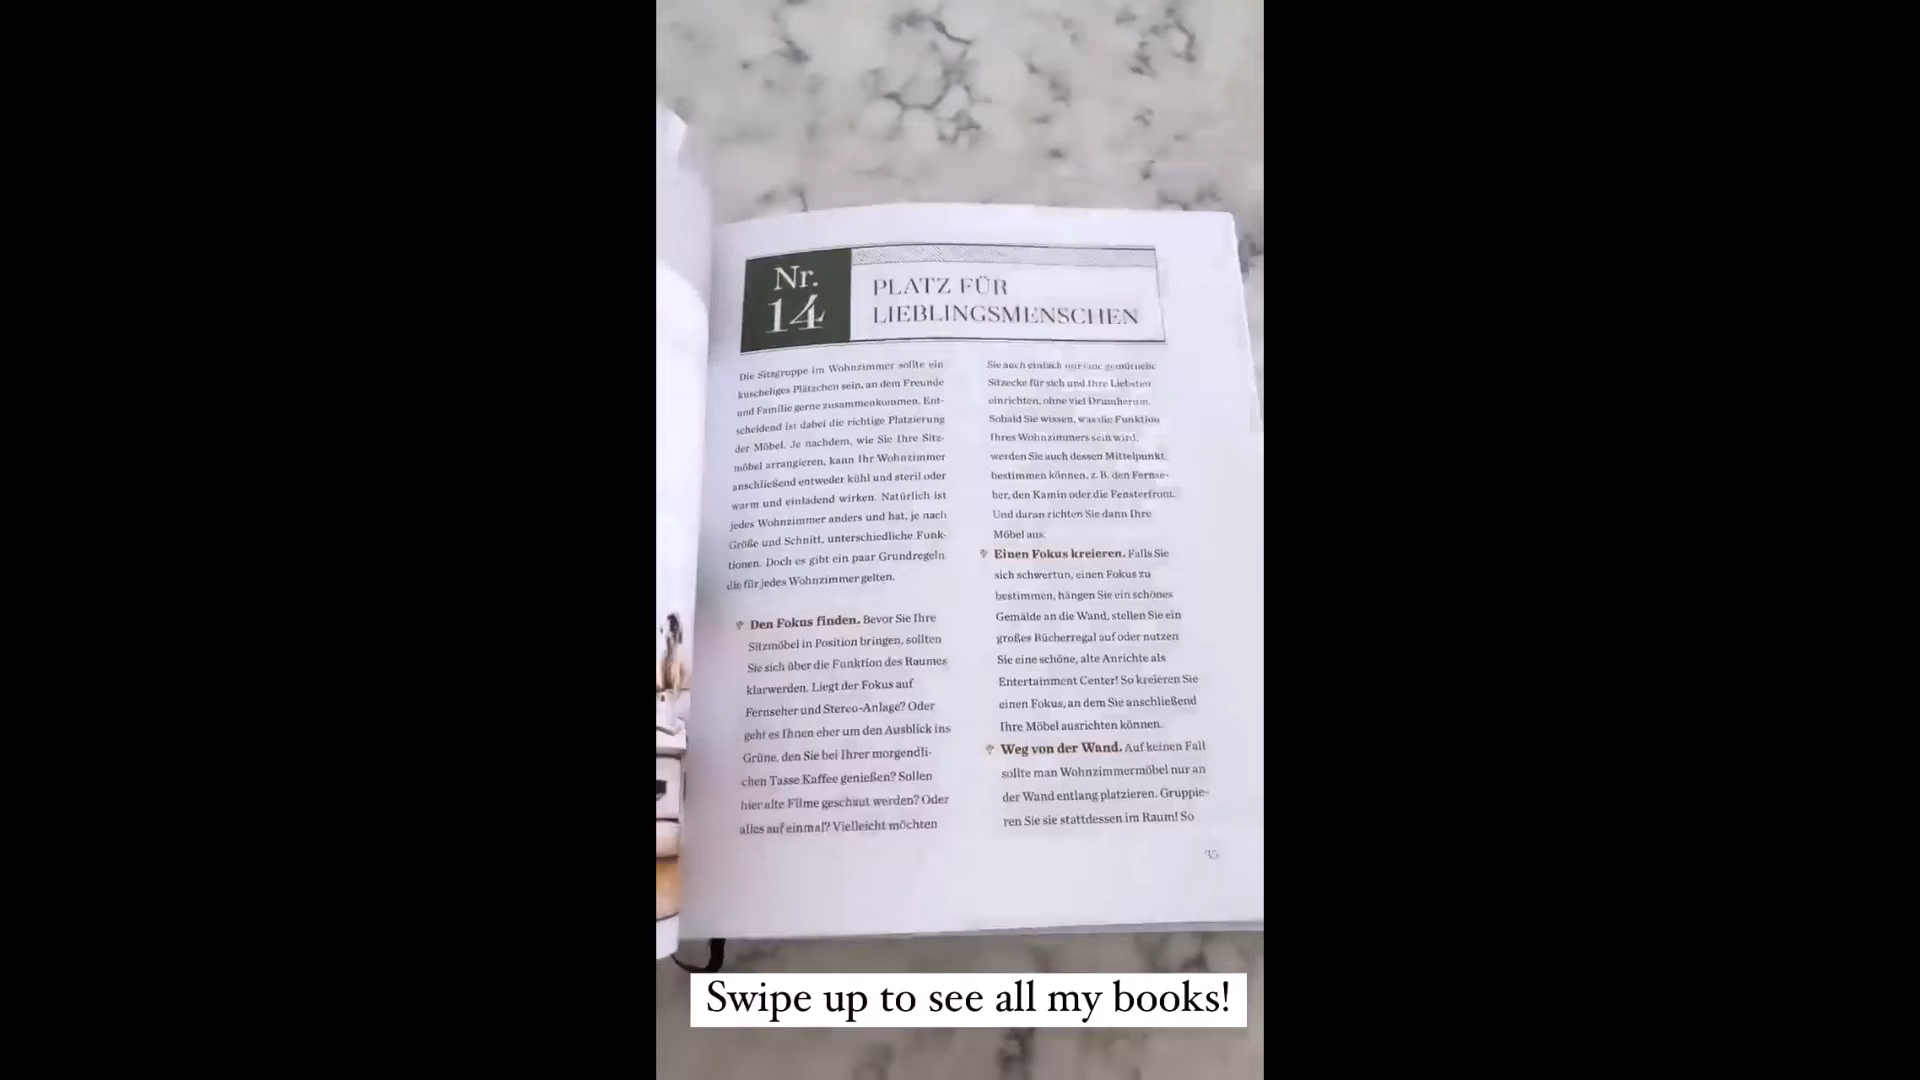 Nr.
14
PLATZ FÜR
LIEBLINGSMENSCHEN
Die Sitzgruppe im Wohnzimmer sollte ein
kuscheliges Plätzchen sein, an dem Freunde
und Familie gerne zusammenkommen. Ent-
scheidend ist dabei die richtige Platzierung
der Möbel. Je nachdem, wie Sie Ihre Sitz-
möbel arrangieren, kann Ihr Wohnzimmer
anschließend entweder kühl und steril oder
warm und einladend wirken. Natürlich ist
jedes Wohnzimmer anders und hat, je nach
Größe und Schnitt, unterschiedliche Funk-
tionen. Doch es gibt ein paar Grundregeln,
die für jedes Wohnzimmer gelten.
Den Fokus finden. Bevor Sie Ihre
Sitzmöbel in Position bringen, sollten
Sie sich über die Funktion des Raumes
klarwerden. Liegt der Fokus auf
Fernseher und Stereo-Anlage? Oder
geht es Ihnen eher um den Ausblick ins
Grüne, den Sie bei Ihrer morgendli-
chen Tasse Kaffee genießen? Sollen
hier alte Filme geschaut werden? Oder
alles auf einmal? Vielleicht möchten
Sie auch einfach nur eine gemütliche
Sitzecke für sich und Ihre Liebsten
einrichten, ohne viel Drumherum.
Sobald Sie wissen, was die Funktion
Ihres Wohnzimmers sein wird,
werden Sie auch dessen Mittelpunkt
bestimmen können, z. B. den Fernse-
her, den Kamin oder die Fensterfront.
Und daran richten Sie dann Ihre
Möbel aus.
Einen Fokus kreieren. Falls Sie
sich schwertun, einen Fokus zu
bestimmen, hängen Sie ein schönes
Gemälde an die Wand, stellen Sie ein
großes Bücherregal auf oder nutzen
Sie eine schöne, alte Anrichte als
Entertainment Center! So kreieren Sie
einen Fokus, an dem Sie anschließend
Ihre Möbel ausrichten können.
Weg von der Wand. Auf keinen Fall
sollte man Wohnzimmermöbel nur an
der Wand entlang platzieren. Gruppie-
ren Sie sie stattdessen im Raum! So
35
Swipe up to see all my books!